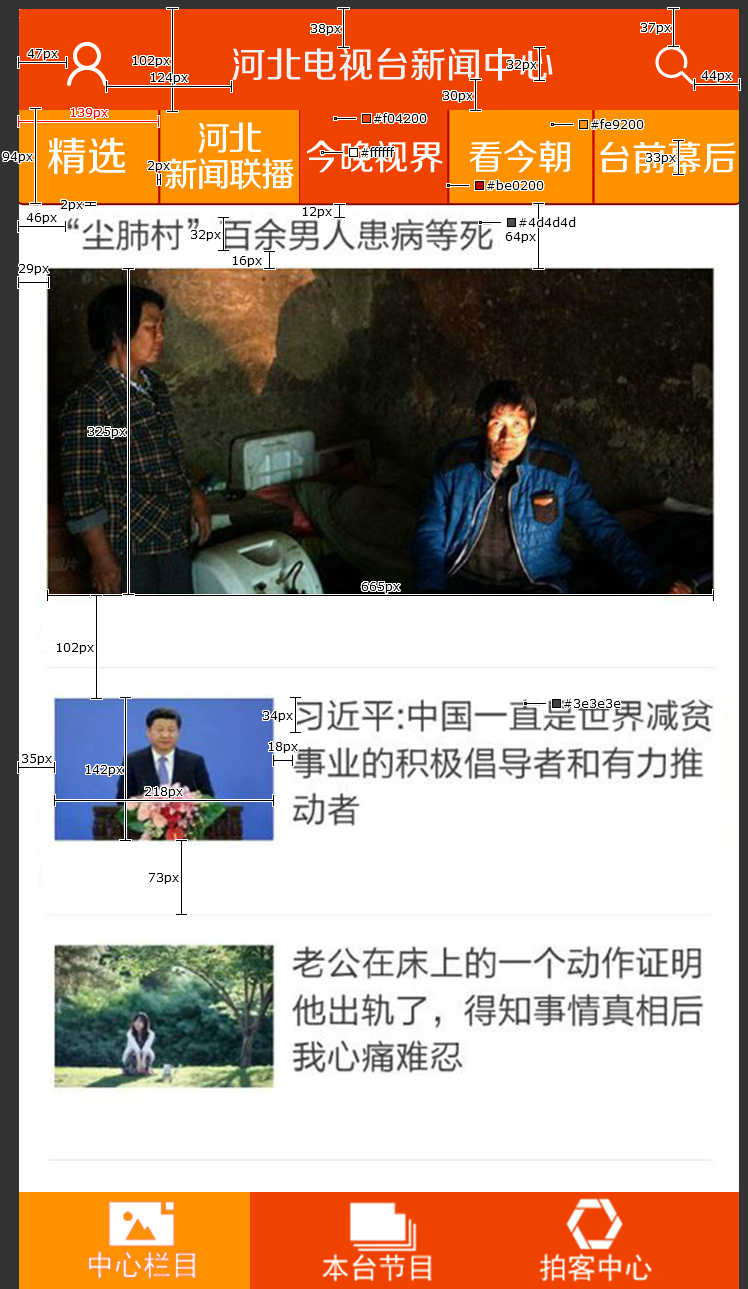 47px
102px
38px
37px
河北电视台新闻中心
124px
32px
44px
30px
139px
#f04200
#fe9200
94px
精选
河北
新闻联播
2px
今晚视界
#ffffff
看今朝
#be0200
台前幕后
33px
2px
46px
12px
“尘肺村”百余男人患病等死
32px
#4d4d4d
64px
16px
29px
325px
665px
102px
#3e3e3e
34px
习近平:中国一直是世界减贫
18px
35px
142px
事业的积极倡导者和有力推
218px
动者
73px
老公在床上的一个动作证明
他出轨了，得知事情真相后
我心痛难忍
中心栏目
本台节目
拍客中心